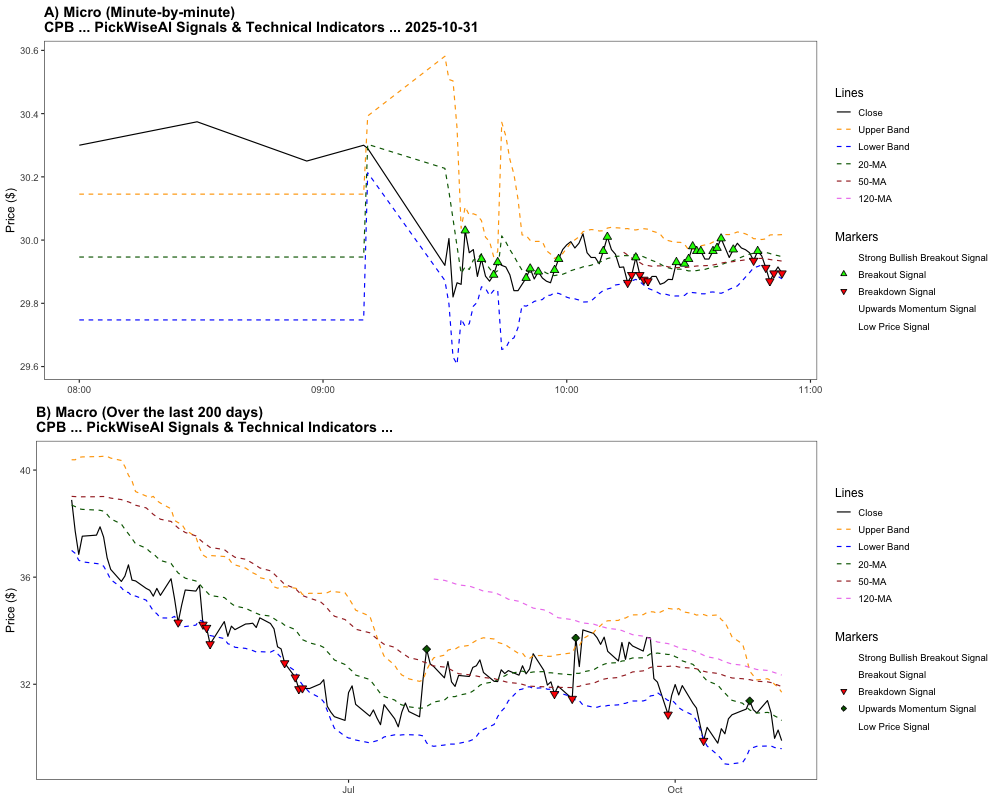 A) Micro (Minute-by-minute)
CPB ... PickWiseAI Signals & Technical Indicators ... 2025-10-31
Price ($)
30.6
30.4
30.2
30.0
29.8
29.6
08:00
09:00
10:00
11:00
Lines
Close
Upper Band
Lower Band
20-MA
50-MA
120-MA
Markers
Strong Bullish Breakout Signal
Breakout Signal
Breakdown Signal
Upwards Momentum Signal
Low Price Signal
B) Macro (Over the last 200 days)
CPB ... PickWiseAI Signals & Technical Indicators ...
Price ($)
40
36
32
Jul
Oct
Lines
Close
Upper Band
Lower Band
20-MA
50-MA
120-MA
Markers
Strong Bullish Breakout Signal
Breakout Signal
Breakdown Signal
Upwards Momentum Signal
Low Price Signal